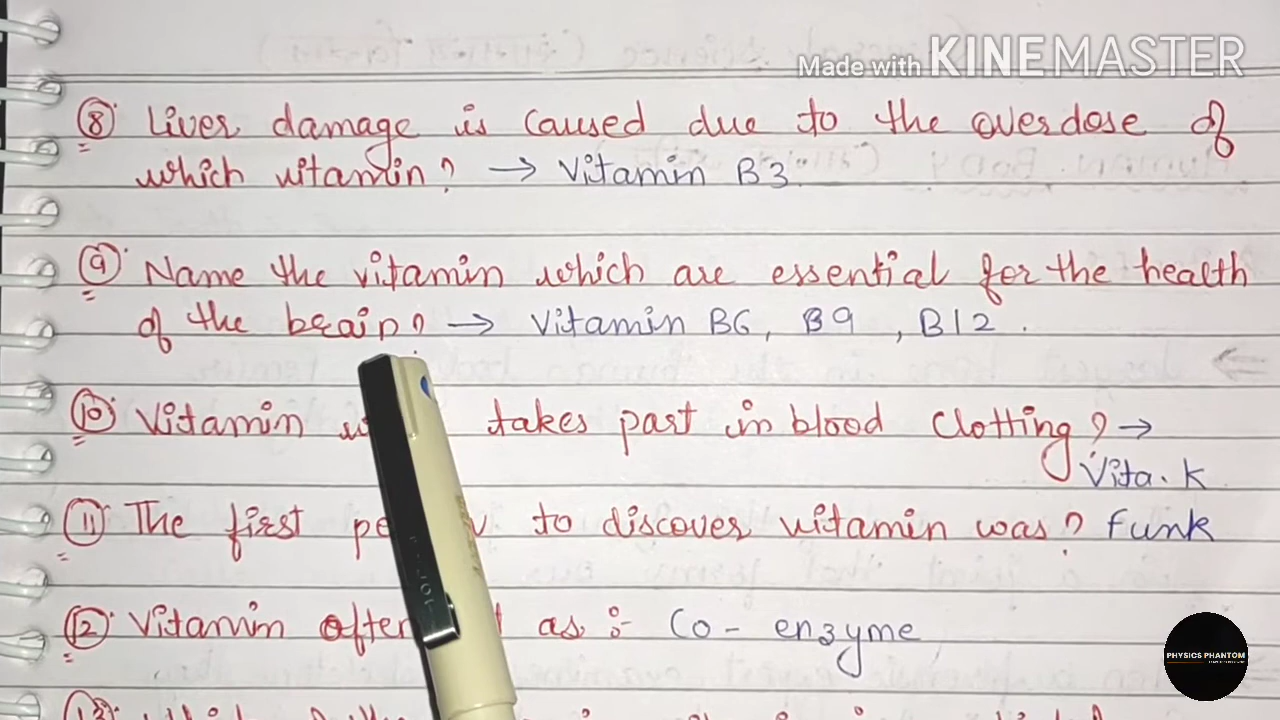 Made with KINEMASTER
8 Liver damage is caused due to the overdose of
which vitamin? → Vitamin B3
9 Name the vitamin which are essential for the health
of the brain? → Vitamin B6, B9, B12.
10 Vitamin takes part in blood clotting? →
Vita. K
11 The first to discover vitamin was? Funk
12 Vitamin often as :- Co-enzyme
PHYSICS PHANTOM